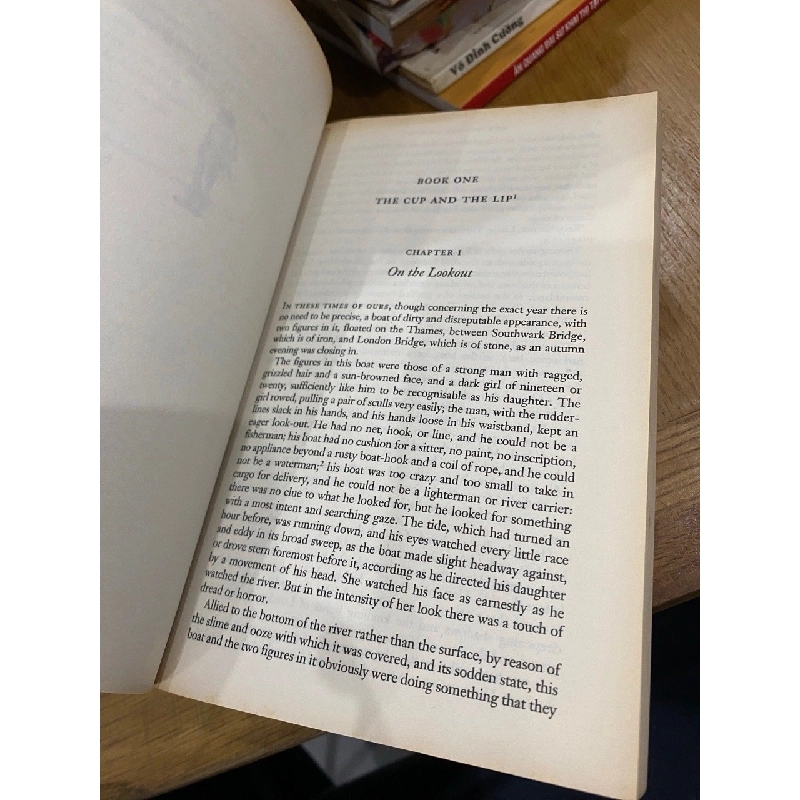 Võ Đình Cường
ẤN QUANG ĐẠI SƯ KHAI THỊ
BOOK ONE
THE CUP AND THE LIP¹
CHAPTER I
On the Lookout
IN THESE TIMES OF OURS, though concerning the exact year there is
no need to be precise, a boat of dirty and disreputable appearance, with
two figures in it, floated on the Thames, between Southwark Bridge,
which is of iron, and London Bridge, which is of stone, as an autumn
evening was closing in.
The figures in this boat were those of a strong man with ragged,
grizzled hair and a sun-browned face, and a dark girl of nineteen or
twenty, sufficiently like him to be recognisable as his daughter. The
girl rowed, pulling a pair of sculls very easily; the man, with the rudder-
lines slack in his hands, and his hands loose in his waistband, kept an
eager look-out. He had no net, hook, or line, and he could not be a
fisherman; his boat had no cushion for a sitter, no paint, no inscription,
no appliance beyond a rusty boat-hook and a coil of rope, and he could
not be a waterman;² his boat was too crazy and too small to take in
cargo for delivery, and he could not be a lighterman or river carrier:
there was no clue to what he looked for, but he looked for something
with a most intent and searching gaze. The tide, which had turned an
hour before, was running down, and his eyes watched every little race
and eddy in its broad sweep, as the boat made slight headway against,
or drove stern foremost before it, according as he directed his daughter
by a movement of his head. She watched his face as earnestly as he
watched the river. But in the intensity of her look there was a touch of
dread or horror.
Allied to the bottom of the river rather than the surface, by reason of
the slime and ooze with which it was covered, and its sodden state, this
boat and the two figures in it obviously were doing something that they